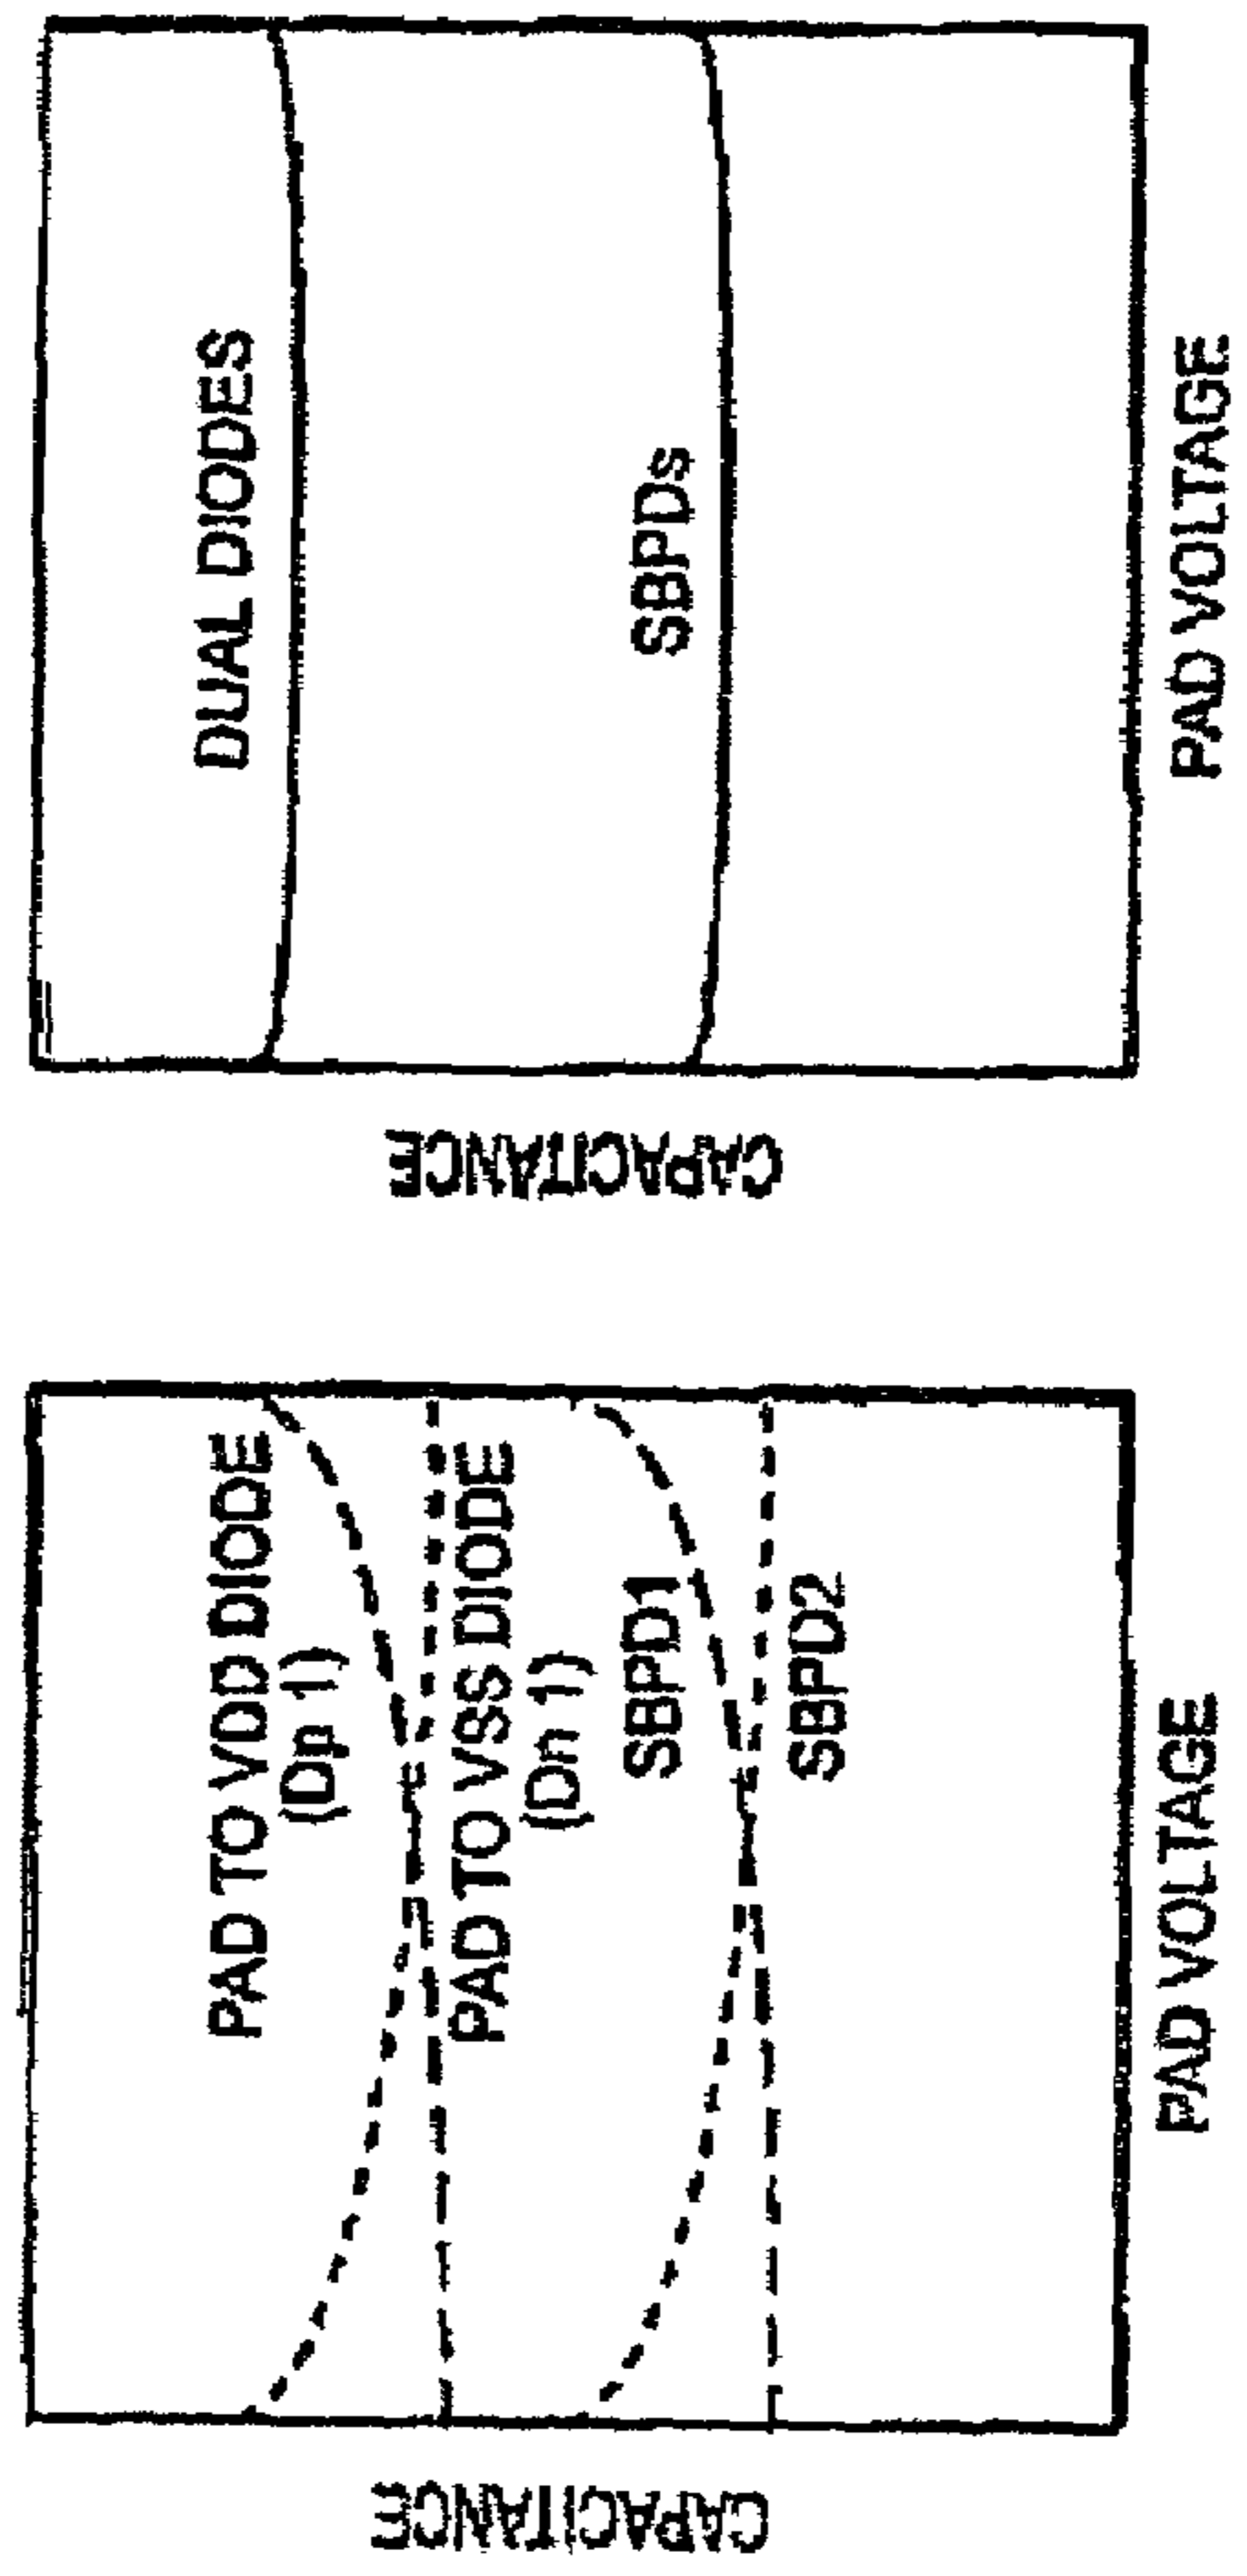 CAPACITANCE
PAD TO VDD DIODE
(Dp 1)
PAD TO VSS DIODE
(Dn 1)
SBPD1
SBPD2
PAD VOLTAGE
CAPACITANCE
DUAL DIODES
SBPDs
PAD VOLTAGE